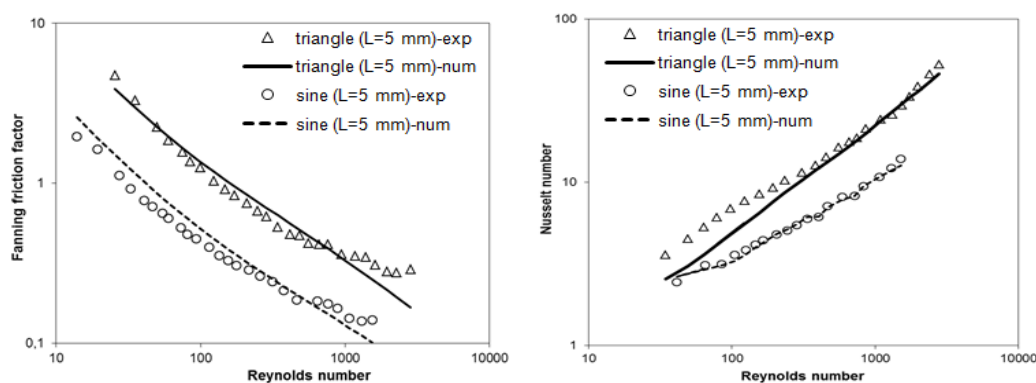 10
triangle (L=5 mm)-exp
triangle (L=5 mm)-num
sine (L=5 mm)-exp
sine (L=5 mm)-num
1
0,1
Fanning friction factor
10 100 1000 10000
Reynolds number
100
triangle (L=5 mm)-exp
triangle (L=5 mm)-num
sine (L=5 mm)-exp
sine (L=5 mm)-num
10
1
Nusselt number
10 100 1000 10000
Reynolds number